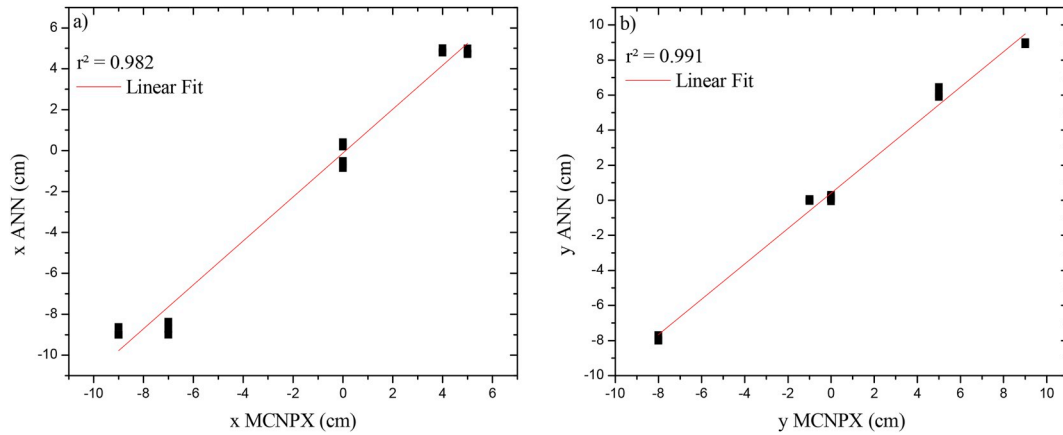 a)
r² = 0.982
Linear Fit
6
4
2
0
-2
-4
-6
-8
-10
x ANN (cm)
-10 -8 -6 -4 -2 0 2 4 6
x MCNPX (cm)
b)
r² = 0.991
Linear Fit
10
8
6
4
2
0
-2
-4
-6
-8
-10
y ANN (cm)
-10 -8 -6 -4 -2 0 2 4 6 8 10
y MCNPX (cm)